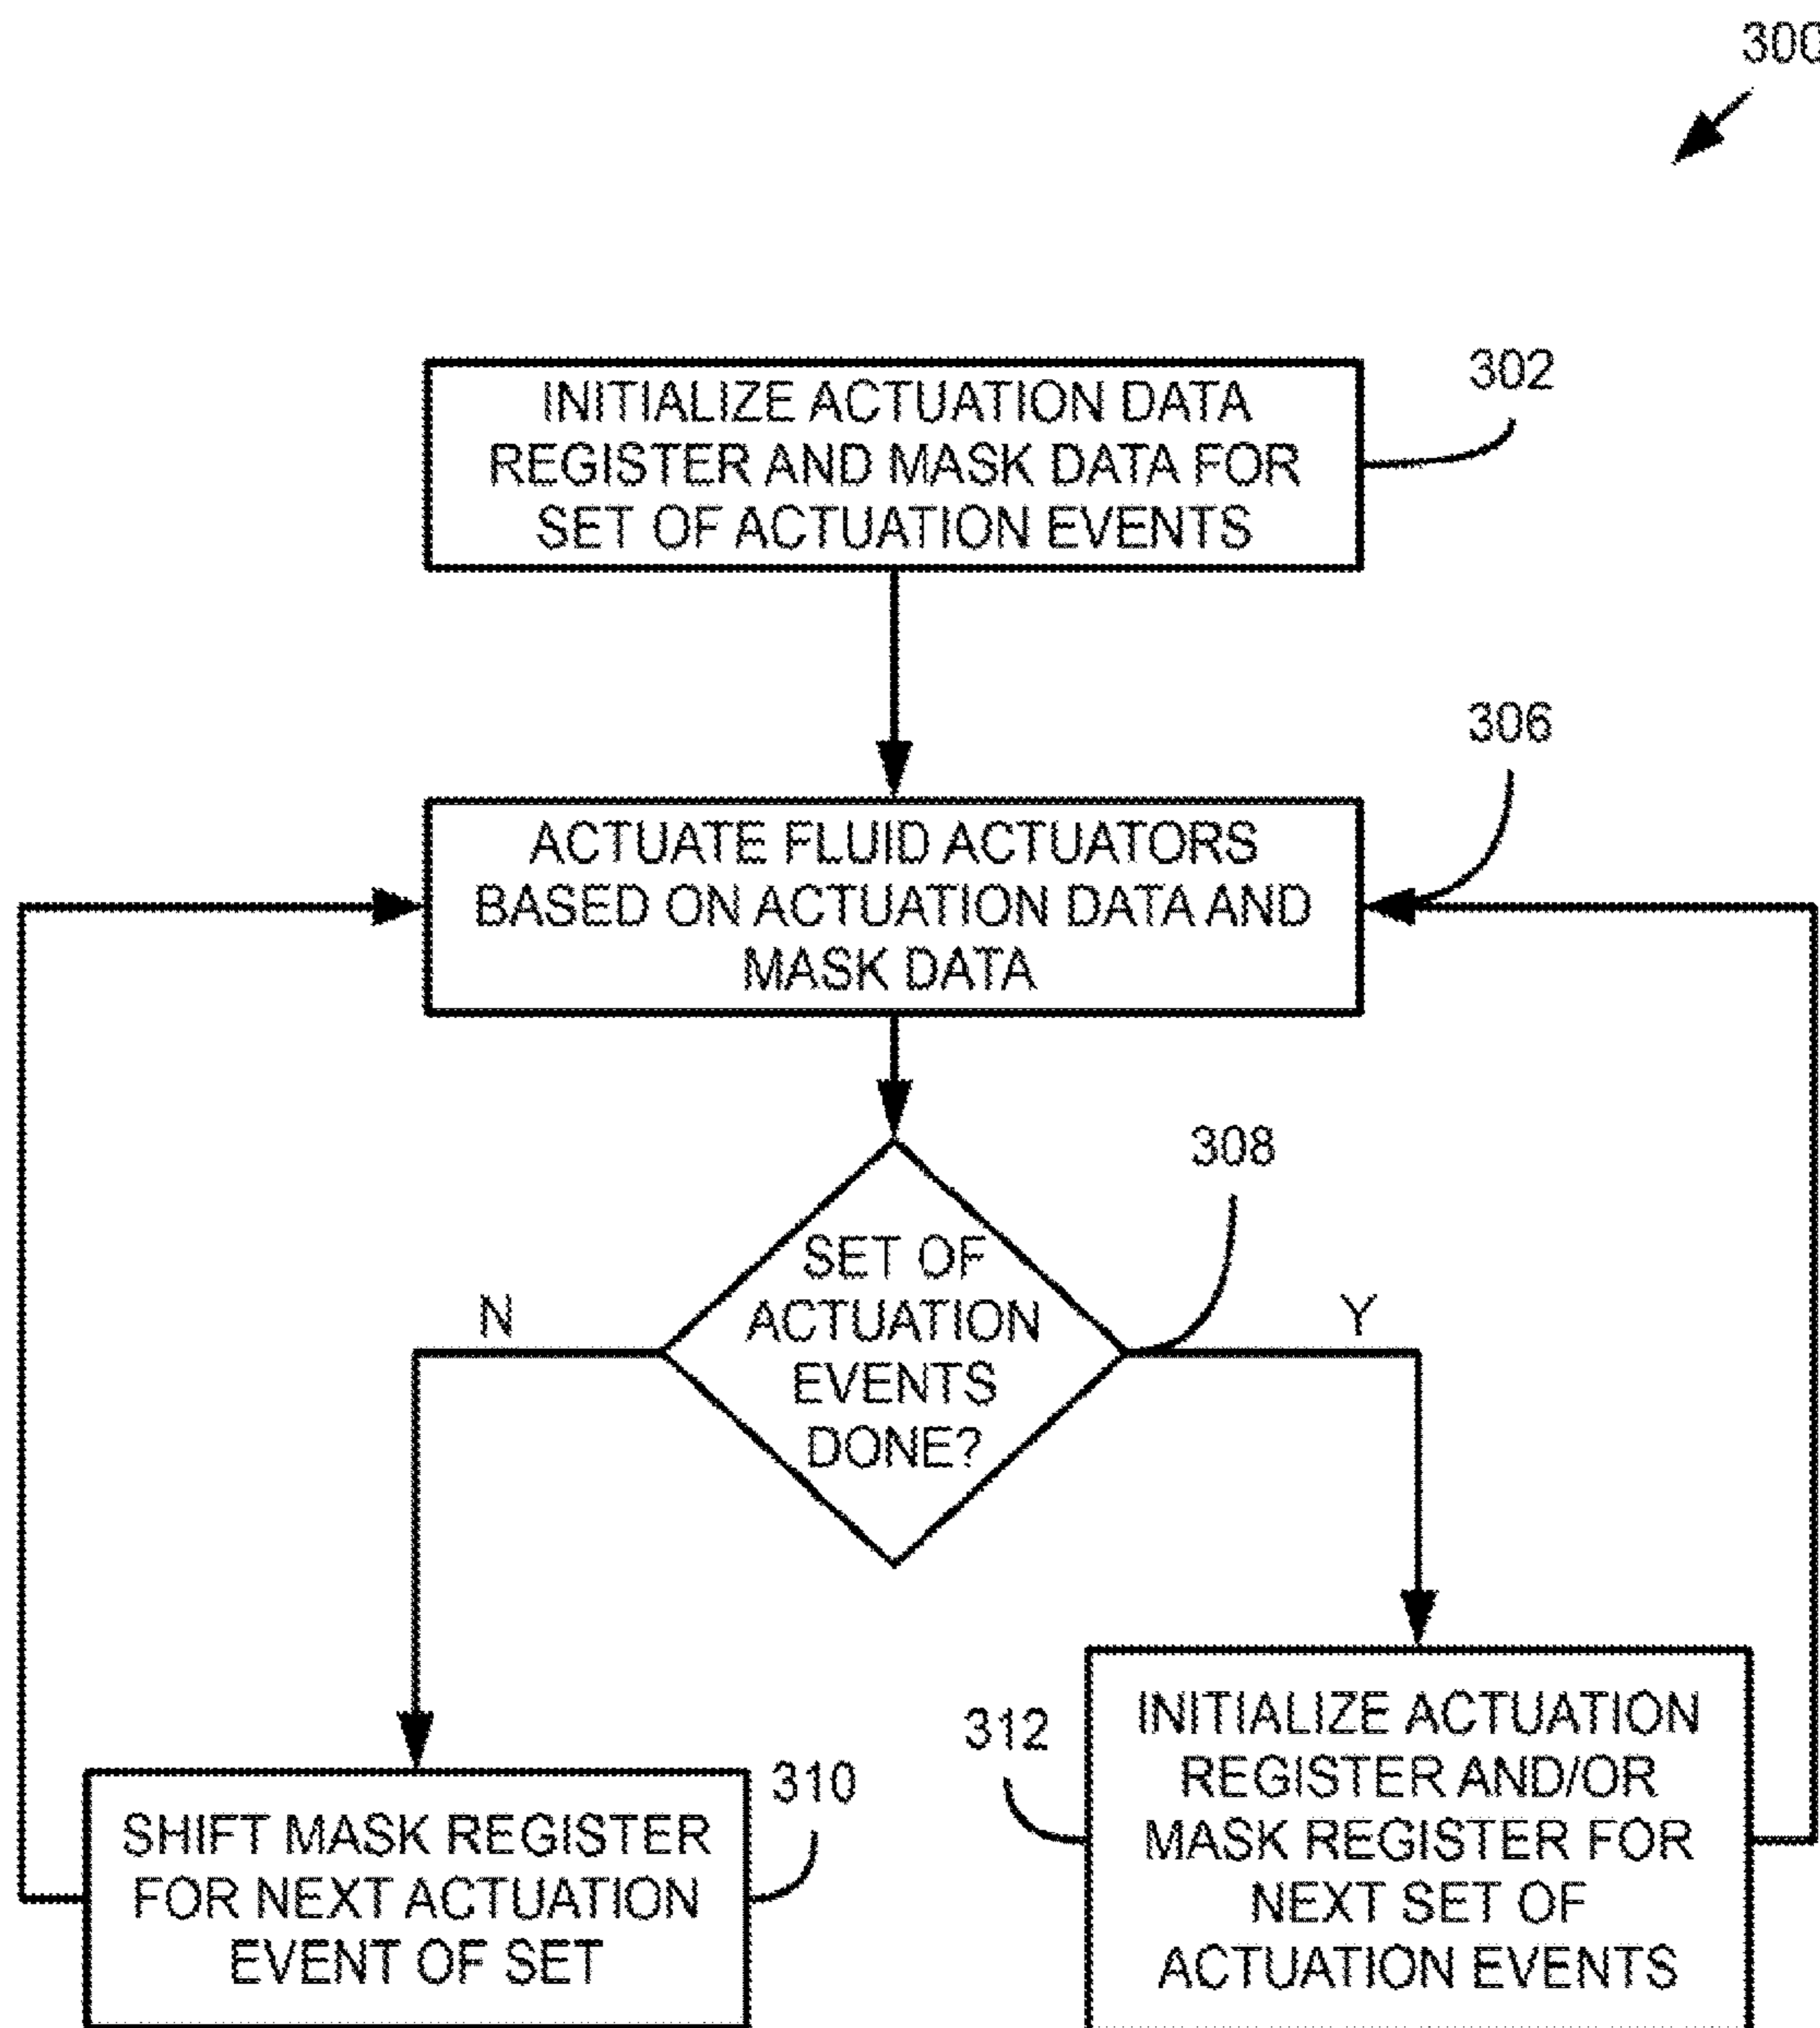 300
302
INITIALIZE ACTUATION DATA
REGISTER AND MASK DATA FOR
SET OF ACTUATION EVENTS
306
ACTUATE FLUID ACTUATORS
BASED ON ACTUATION DATA AND
MASK DATA
308
SET OF
ACTUATION
EVENTS
DONE?
N
Y
310
SHIFT MASK REGISTER
FOR NEXT ACTUATION
EVENT OF SET
312
INITIALIZE ACTUATION
REGISTER AND/OR
MASK REGISTER FOR
NEXT SET OF
ACTUATION EVENTS